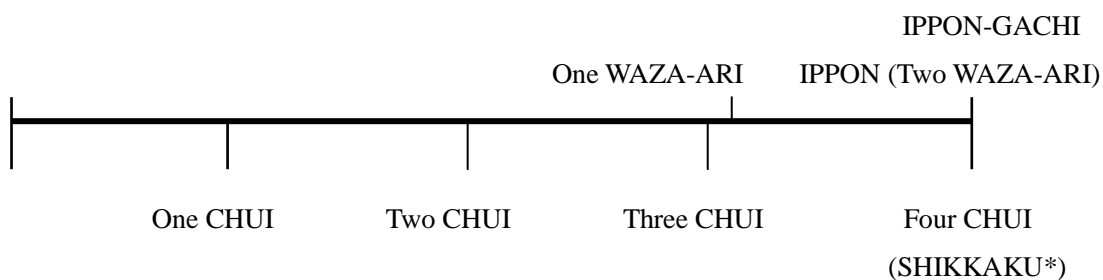 IPPON-GACHI
One WAZA-ARI IPPON (Two WAZA-ARI)
One CHUI Two CHUI Three CHUI Four CHUI
(SHIKKAKU*)